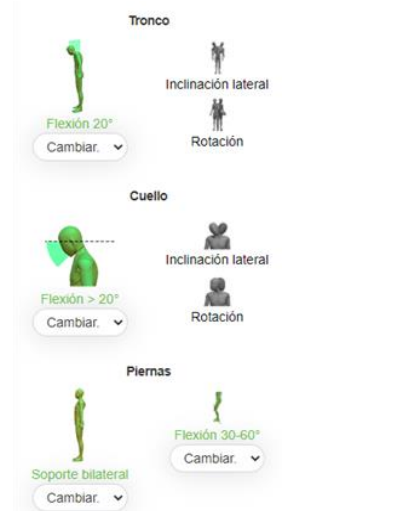 Tronco
Inclinación lateral
Flexión 20°
Rotación
Cambiar.
Cuello
Inclinación lateral
Flexión > 20°
Rotación
Cambiar.
Piernas
Flexión 30-60°
Cambiar.
Soporte bilateral
Cambiar.